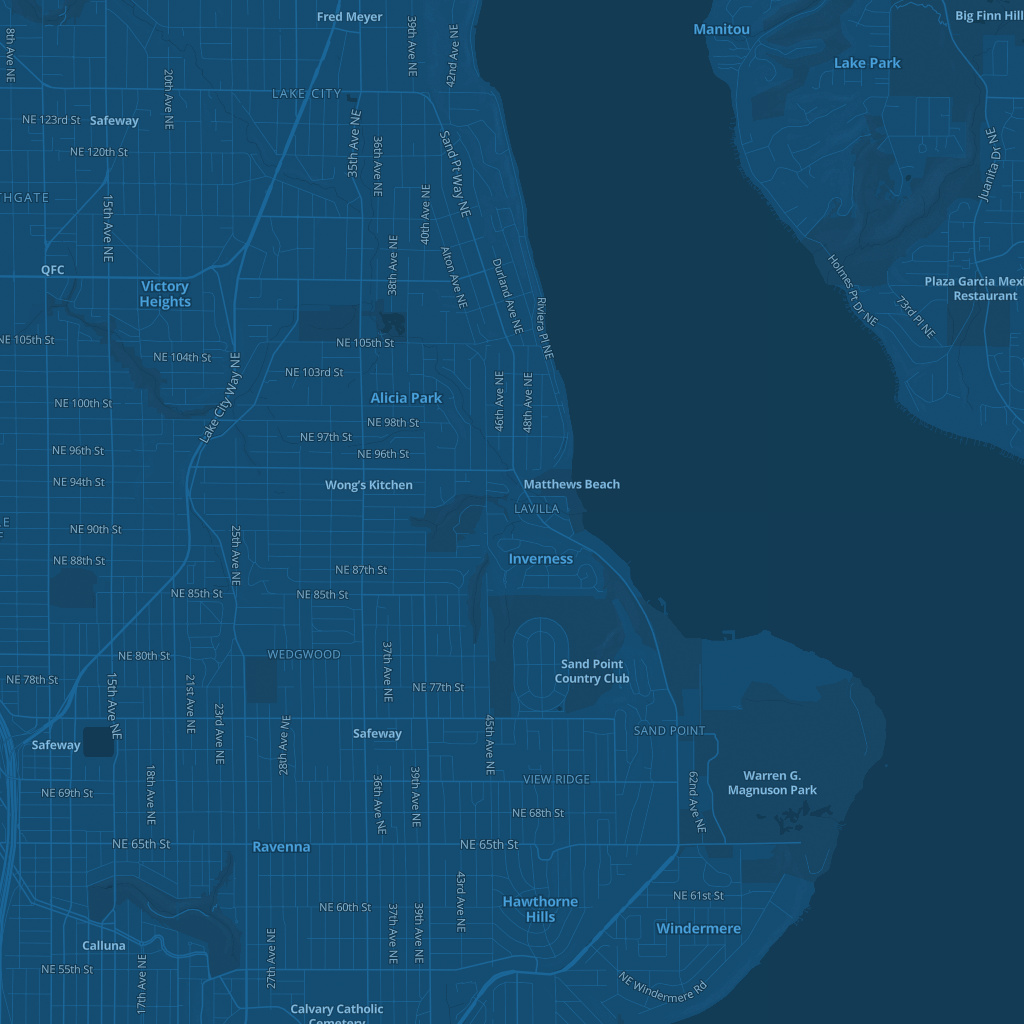 Fred Meyer
36th Ave NE
42nd Ave NE
8th Ave NE
Manitou
Big Finn Hill
Lake Park
20th Ave NE
LAKE CITY
NE 123rd St
Safeway
35th Ave NE
39th Ave NE
Sand Pt Way NE
NE 120th St
Juanita Dr NE
THGATE
15th Ave NE
40th Ave NE
38th Ave NE
Alton Ave NE
Durland Ave NE
Riviera Pl NE
QFC
Victory
Heights
Holmes Pt Dr NE
73rd Pl NE
Plaza Garcia Mexi
Restaurant
NE 105th St
NE 105th St
NE 104th St
NE 103rd St
Lake City Way NE
46th Ave NE
48th Ave NE
Alicia Park
NE 100th St
NE 98th St
NE 97th St
NE 96th St
NE 96th St
NE 94th St
Wong's Kitchen
Matthews Beach
LAVILLA
LE
E
NE 90th St
25th Ave NE
NE 88th St
Inverness
NE 87th St
NE 85th St
NE 85th St
NE 80th St
WEDGWOOD
37th Ave NE
Sand Point
Country Club
NE 78th St
NE 77th St
15th Ave NE
21st Ave NE
23rd Ave NE
28th Ave NE
Safeway
Safeway
45th Ave NE
SAND POINT
VIEW RIDGE
62nd Ave NE
Warren G.
Magnuson Park
NE 69th St
18th Ave NE
36th Ave NE
39th Ave NE
NE 68th St
NE 65th St
Ravenna
NE 65th St
43rd Ave NE
NE 61st St
Hawthorne
Hills
NE 60th St
37th Ave NE
39th Ave NE
Windermere
Calluna
27th Ave NE
NE 55th St
17th Ave NE
NE Windermere Rd
Calvary Catholic
Cemetery